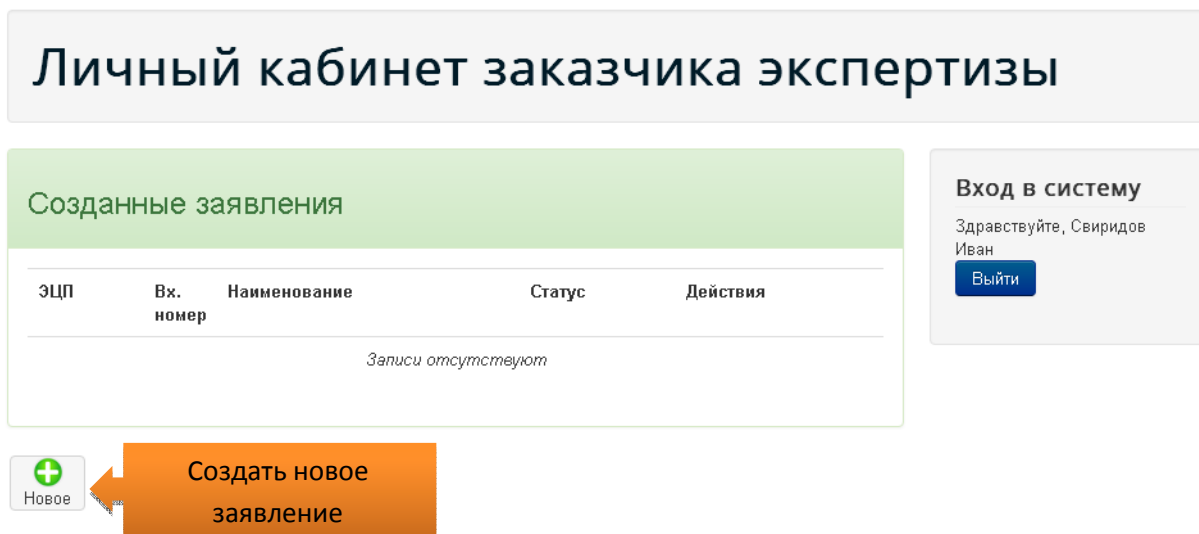 Личный кабинет заказчика экспертизы
Созданные заявления
ЭЦП Вх. номер Наименование Статус Действия
Записи отсутствуют
Вход в систему
Здравствуйте, Свиридов
Иван
Выйти
Новое
Создать новое
заявление